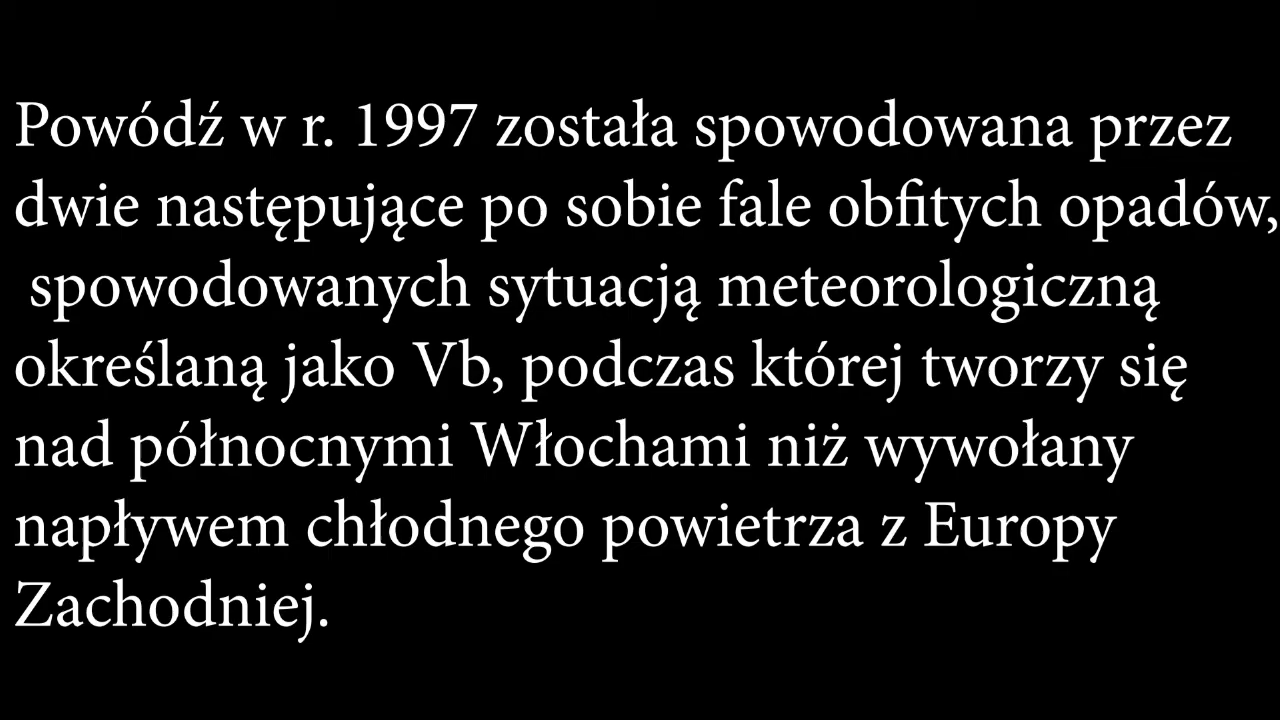 Powódź w r. 1997 została spowodowana przez
dwie następujące po sobie fale obfitych opadów,
spowodowanych sytuacją meteorologiczną
określaną jako Vb, podczas której tworzy się
nad północnymi Włochami niż wywołany
napływem chłodnego powietrza z Europy
Zachodniej.